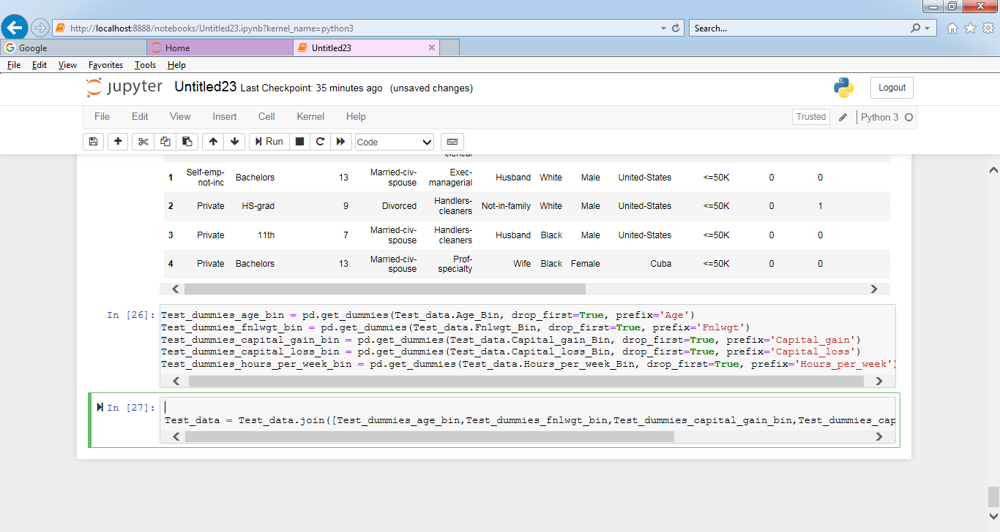 http://localhost:8888/notebooks/Untitled23.ipynb?kernel_name=python3
Search...
Google
Home
Untitled23
File Edit View Favorites Tools Help
jupyter Untitled23 Last Checkpoint: 35 minutes ago (unsaved changes)
Logout
File Edit View Insert Cell Kernel Help
Trusted
Python 3
Run
Code
clerical
1 Self-emp-not-inc Bachelors 13 Married-civ-spouse Exec-managerial Husband White Male United-States <=50K 0 0
2 Private HS-grad 9 Divorced Handlers-cleaners Not-in-family White Male United-States <=50K 0 1
3 Private 11th 7 Married-civ-spouse Handlers-cleaners Husband Black Male United-States <=50K 0 0
4 Private Bachelors 13 Married-civ-spouse Prof-specialty Wife Black Female Cuba <=50K 0 0
In [26]:
Test_dummies_age_bin = pd.get_dummies(Test_data.Age_Bin, drop_first=True, prefix='Age')
Test_dummies_fnlwgt_bin = pd.get_dummies(Test_data.Fnlwgt_Bin, drop_first=True, prefix='Fnlwgt')
Test_dummies_capital_gain_bin = pd.get_dummies(Test_data.Capital_gain_Bin, drop_first=True, prefix='Capital_gain')
Test_dummies_capital_loss_bin = pd.get_dummies(Test_data.Capital_loss_Bin, drop_first=True, prefix='Capital_loss')
Test_dummies_hours_per_week_bin = pd.get_dummies(Test_data.Hours_per_week_Bin, drop_first=True, prefix='Hours_per_week')
In [27]:
Test_data = Test_data.join([Test_dummies_age_bin,Test_dummies_fnlwgt_bin,Test_dummies_capital_gain_bin,Test_dummies_cap